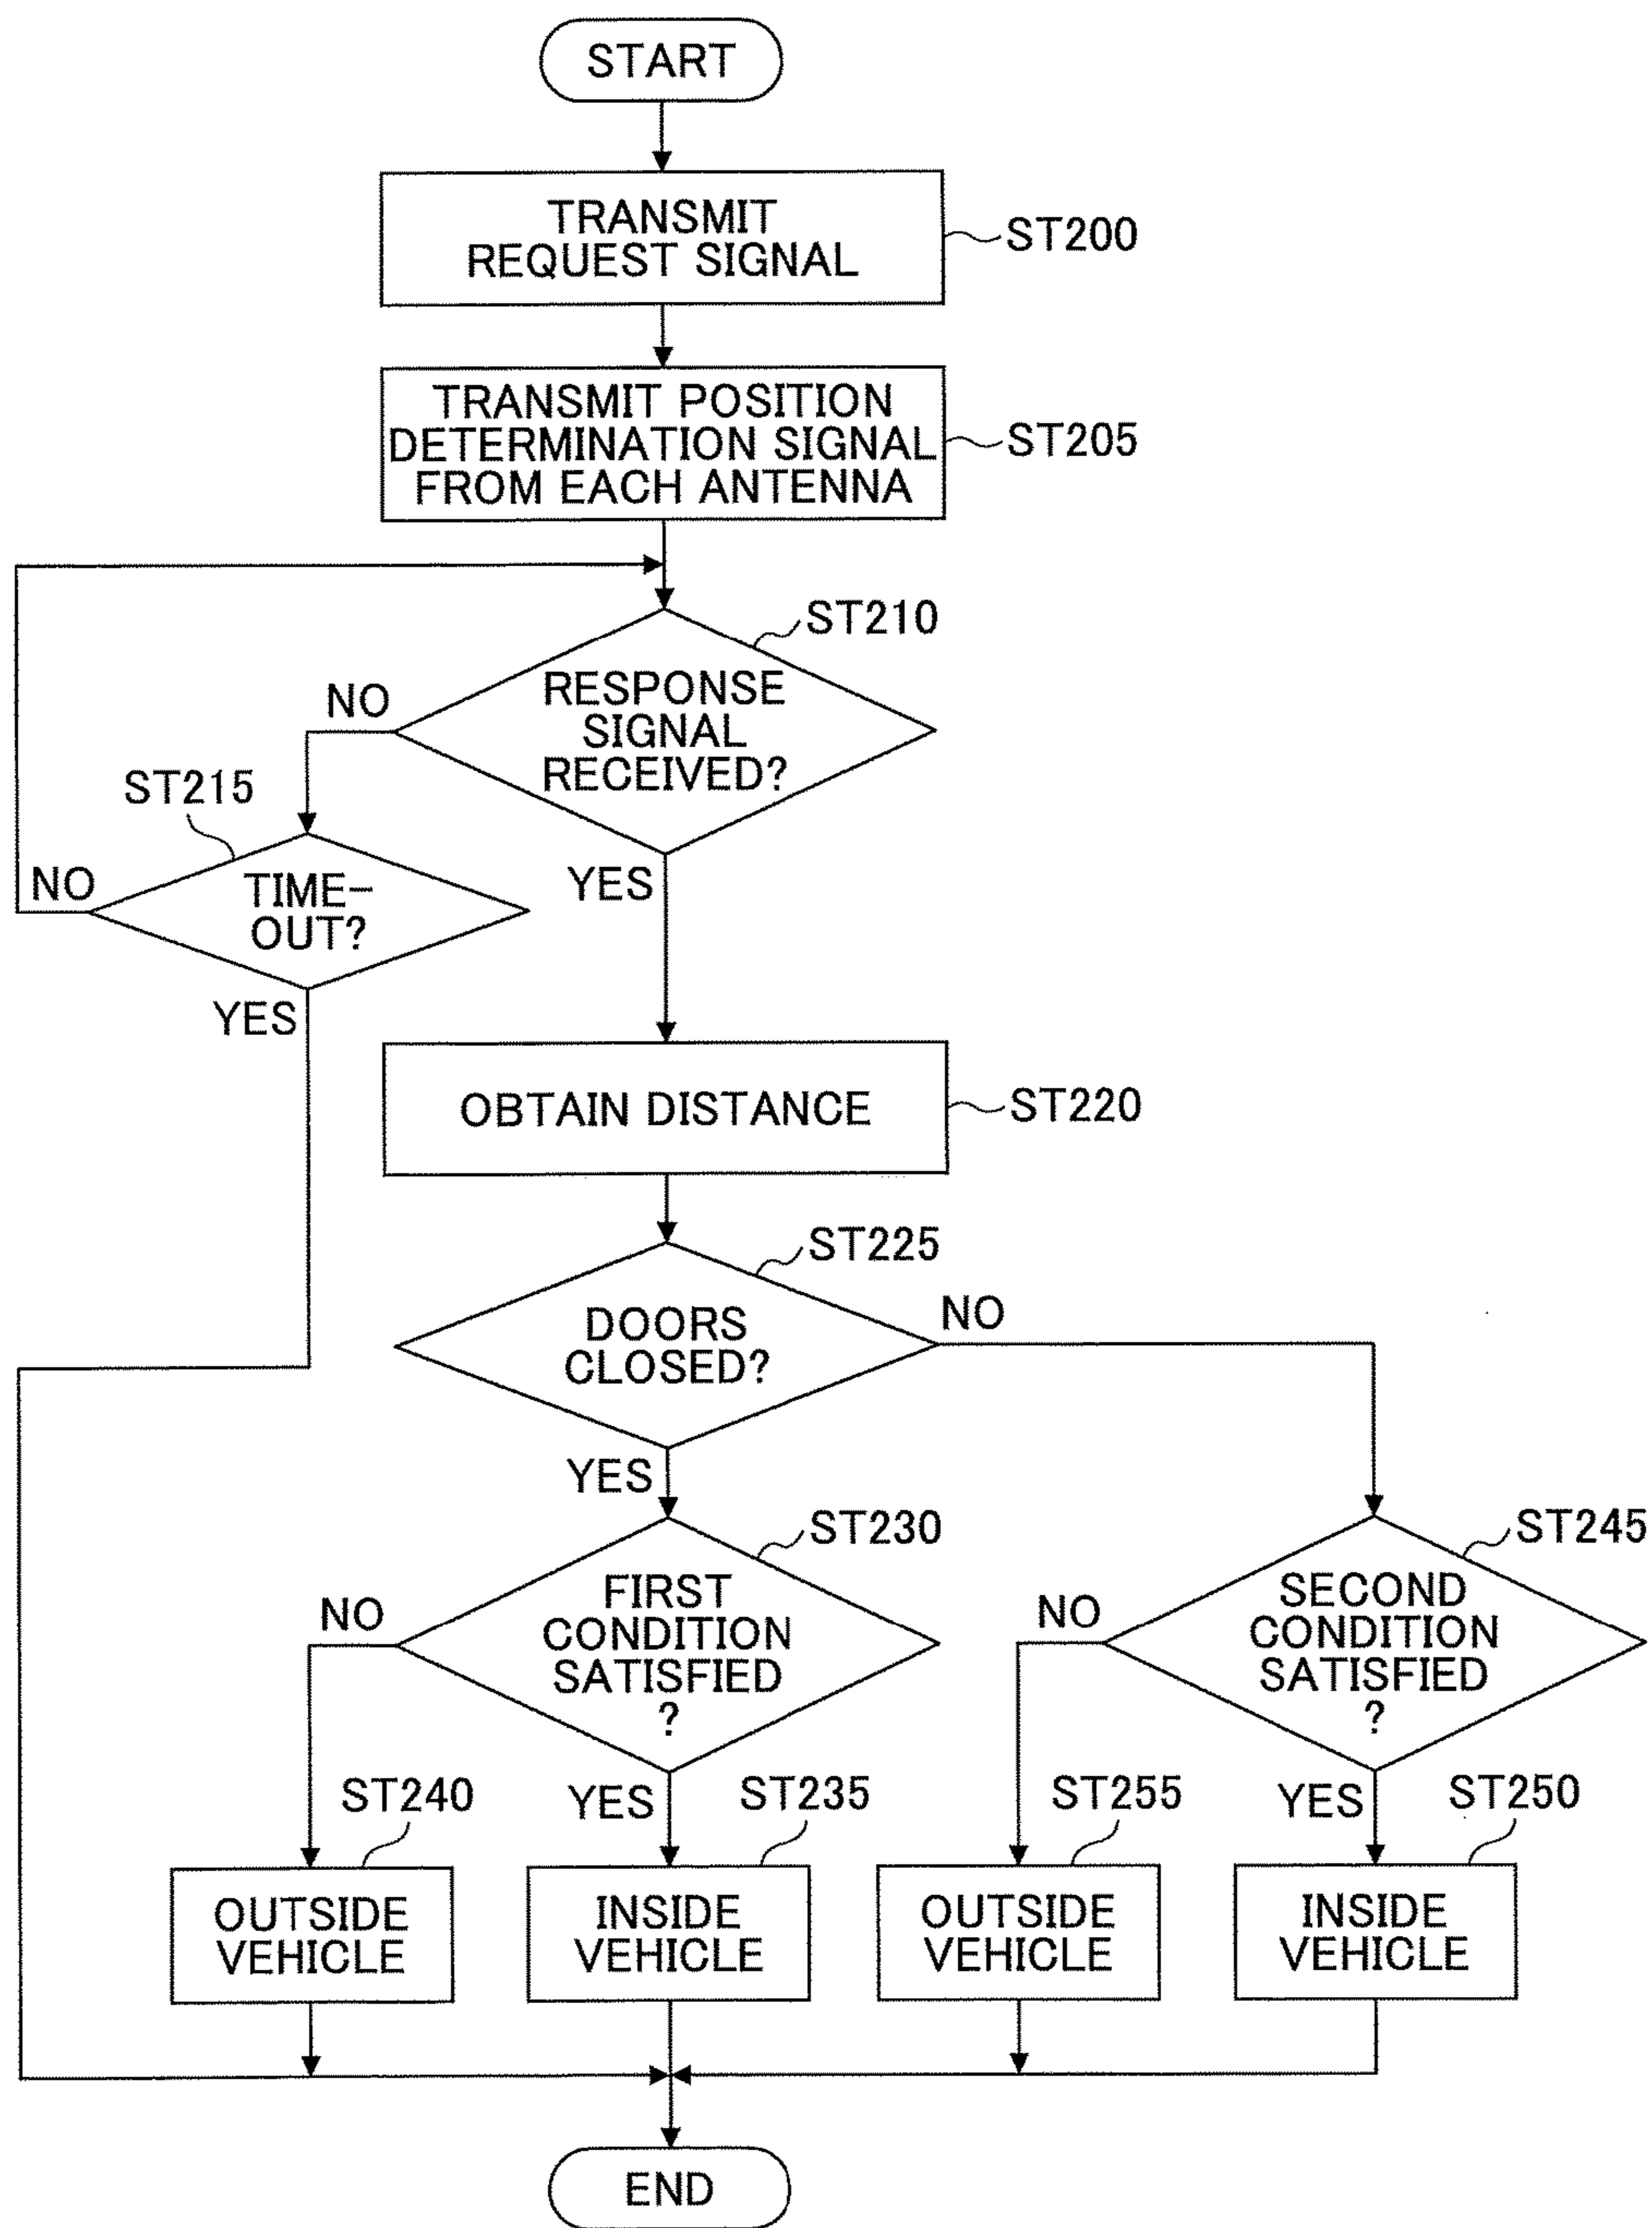 START
TRANSMIT
REQUEST SIGNAL
ST200
TRANSMIT POSITION
DETERMINATION SIGNAL
FROM EACH ANTENNA
ST205
ST210
RESPONSE
SIGNAL
RECEIVED?
NO
YES
ST215
TIME-
OUT?
NO
YES
OBTAIN DISTANCE
ST220
ST225
DOORS
CLOSED?
NO
YES
ST230
FIRST
CONDITION
SATISFIED
?
NO
YES
ST245
SECOND
CONDITION
SATISFIED
?
NO
YES
ST240
OUTSIDE
VEHICLE
ST235
INSIDE
VEHICLE
ST255
OUTSIDE
VEHICLE
ST250
INSIDE
VEHICLE
END